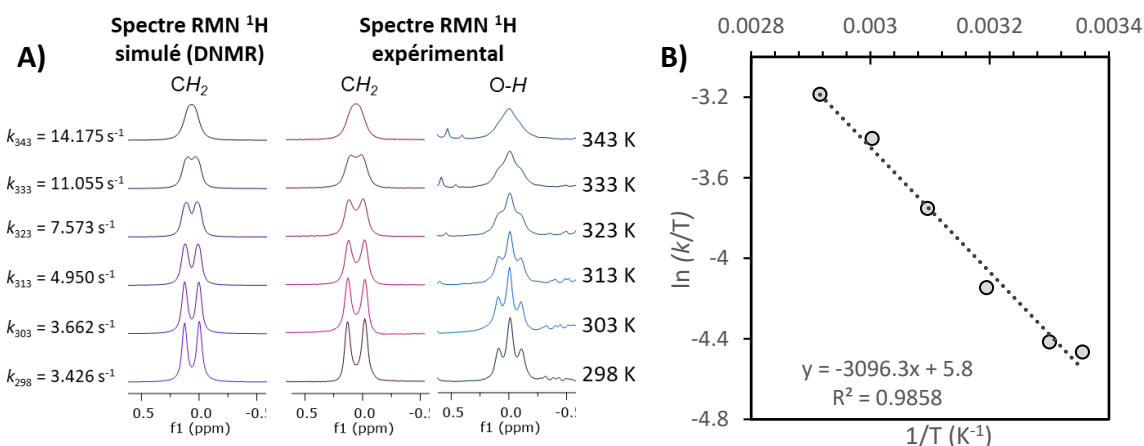 A)
Spectre RMN ¹H
simulé (DNMR)
Spectre RMN ¹H
expérimental
CH₂
CH₂
O-H
k₃₄₃ = 14.175 s⁻¹
343 K
k₃₃₃ = 11.055 s⁻¹
333 K
k₃₂₃ = 7.573 s⁻¹
323 K
k₃₁₃ = 4.950 s⁻¹
313 K
k₃₀₃ = 3.662 s⁻¹
303 K
k₂₉₈ = 3.426 s⁻¹
298 K
0.5 0.0 -0.5
f1 (ppm)
0.5 0.0 -0.5
f1 (ppm)
0.5 0.0 -0.5
f1 (ppm)
B)
0.0028 0.003 0.0032 0.0034
-3.2
-3.6
-4
-4.4
-4.8
ln (k/T)
y = -3096.3x + 5.8
R² = 0.9858
1/T (K⁻¹)